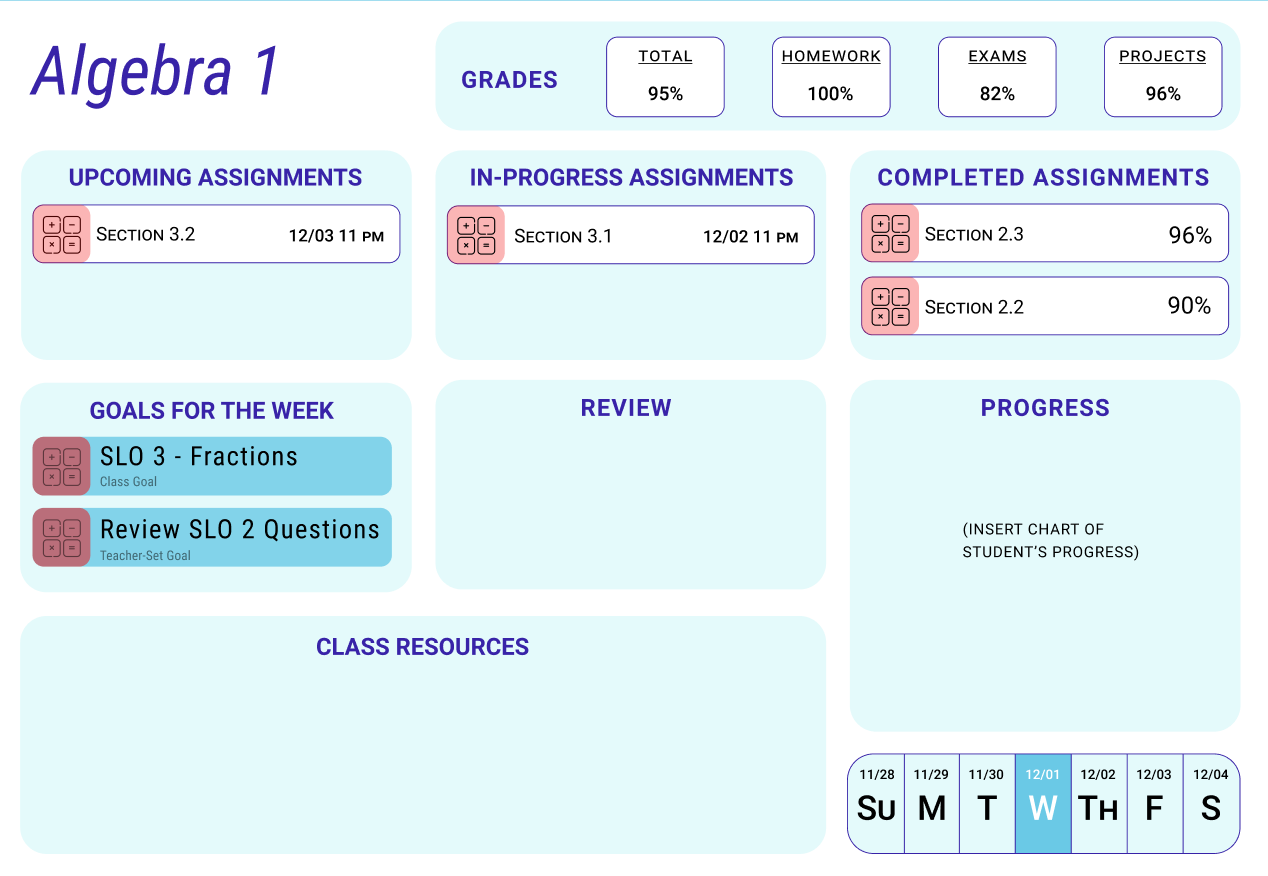 Algebra 1
GRADES
TOTAL
95%
HOMEWORK
100%
EXAMS
82%
PROJECTS
96%
UPCOMING ASSIGNMENTS
+ −
× =
Section 3.2 12/03 11 pm
IN-PROGRESS ASSIGNMENTS
+ −
× =
Section 3.1 12/02 11 pm
COMPLETED ASSIGNMENTS
+ −
× =
Section 2.3 96%
+ −
× =
Section 2.2 90%
GOALS FOR THE WEEK
+ −
× =
SLO 3 - Fractions
Class Goal
+ −
× =
Review SLO 2 Questions
Teacher-Set Goal
REVIEW
PROGRESS
(INSERT CHART OF
STUDENT'S PROGRESS)
CLASS RESOURCES
11/28 11/29 11/30 12/01 12/02 12/03 12/04
Su M T W Th F S